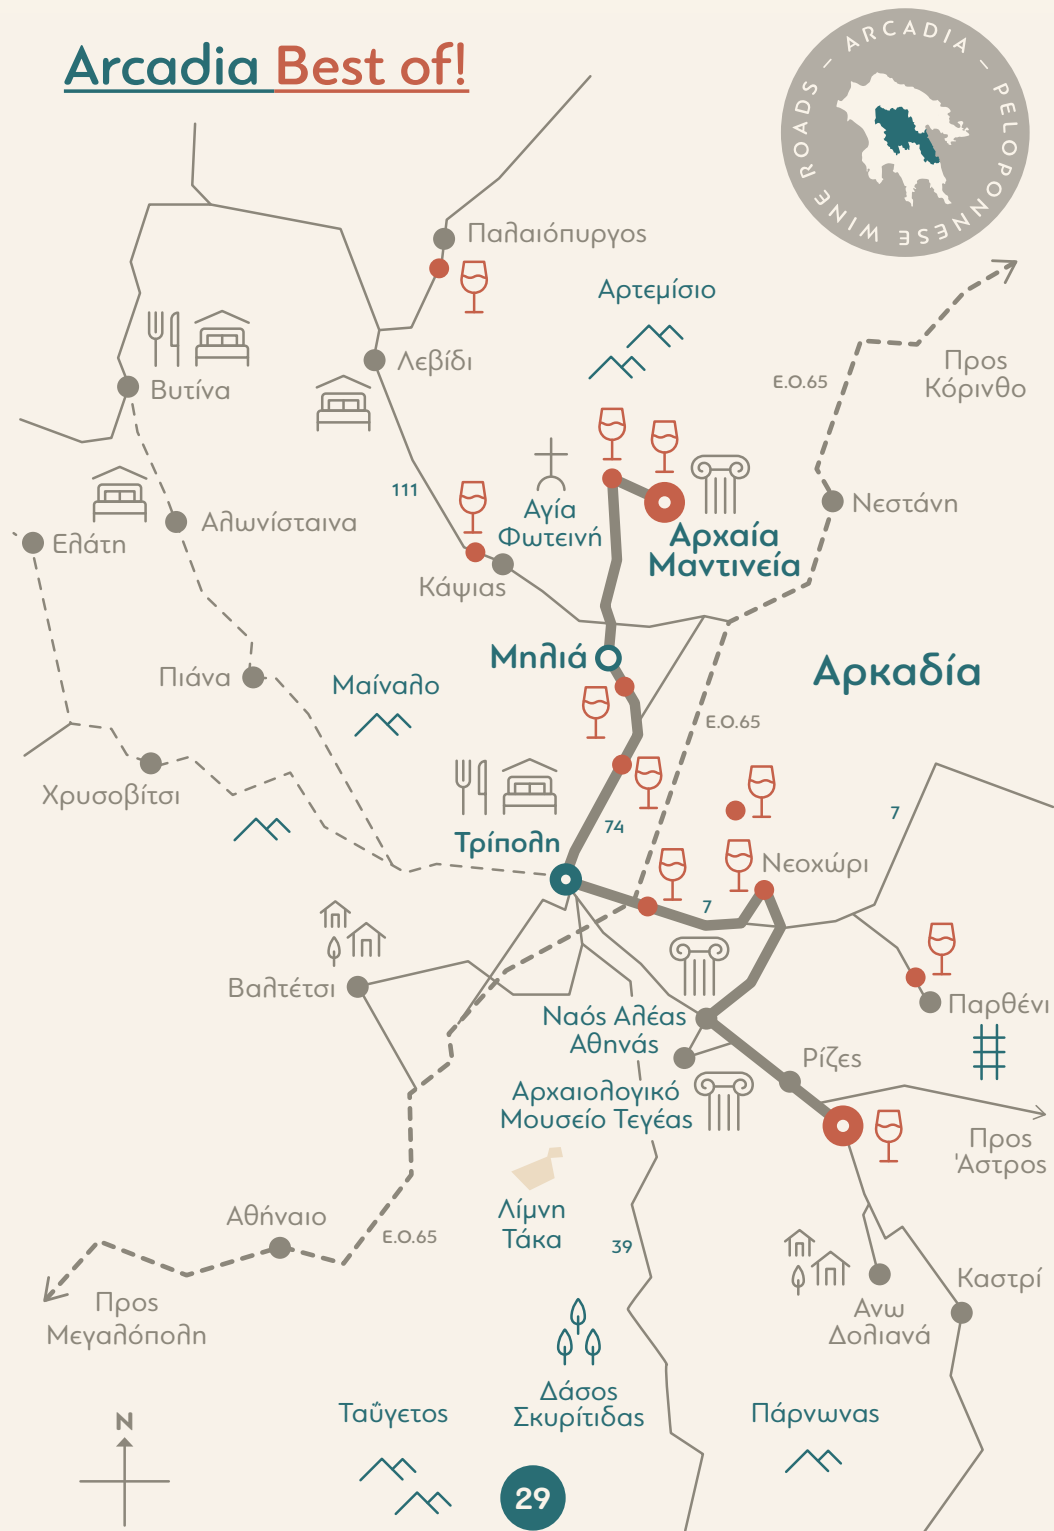 Arcadia Best of!
ARCADIA – PELOPONNESE WINE ROADS –
Παλαιόπυργος
Αρτεμίσιο
Λεβίδι
Βυτίνα
Ε.Ο.65
Προς
Κόρινθο
111
Αγία
Φωτεινή
Αρχαία
Μαντινεία
Νεστάνη
Αλωνίσταινα
Ελάτη
Κάψιας
Μηλιά
Αρκαδία
Πιάνα
Μαίναλο
Ε.Ο.65
Χρυσοβίτσι
Τρίπολη
74
7
Νεοχώρι
7
Βαλτέτσι
Παρθένι
Ναός Αλέας
Αθηνάς
Ρίζες
Αρχαιολογικό
Μουσείο Τεγέας
Προς
'Αστρος
Λίμνη
Τάκα
Αθήναιο
Ε.Ο.65
39
Προς
Μεγαλόπολη
Καστρί
Ανω
Δολιανά
Δάσος
Σκυρίτιδας
Ταΰγετος
Πάρνωνας
N
29